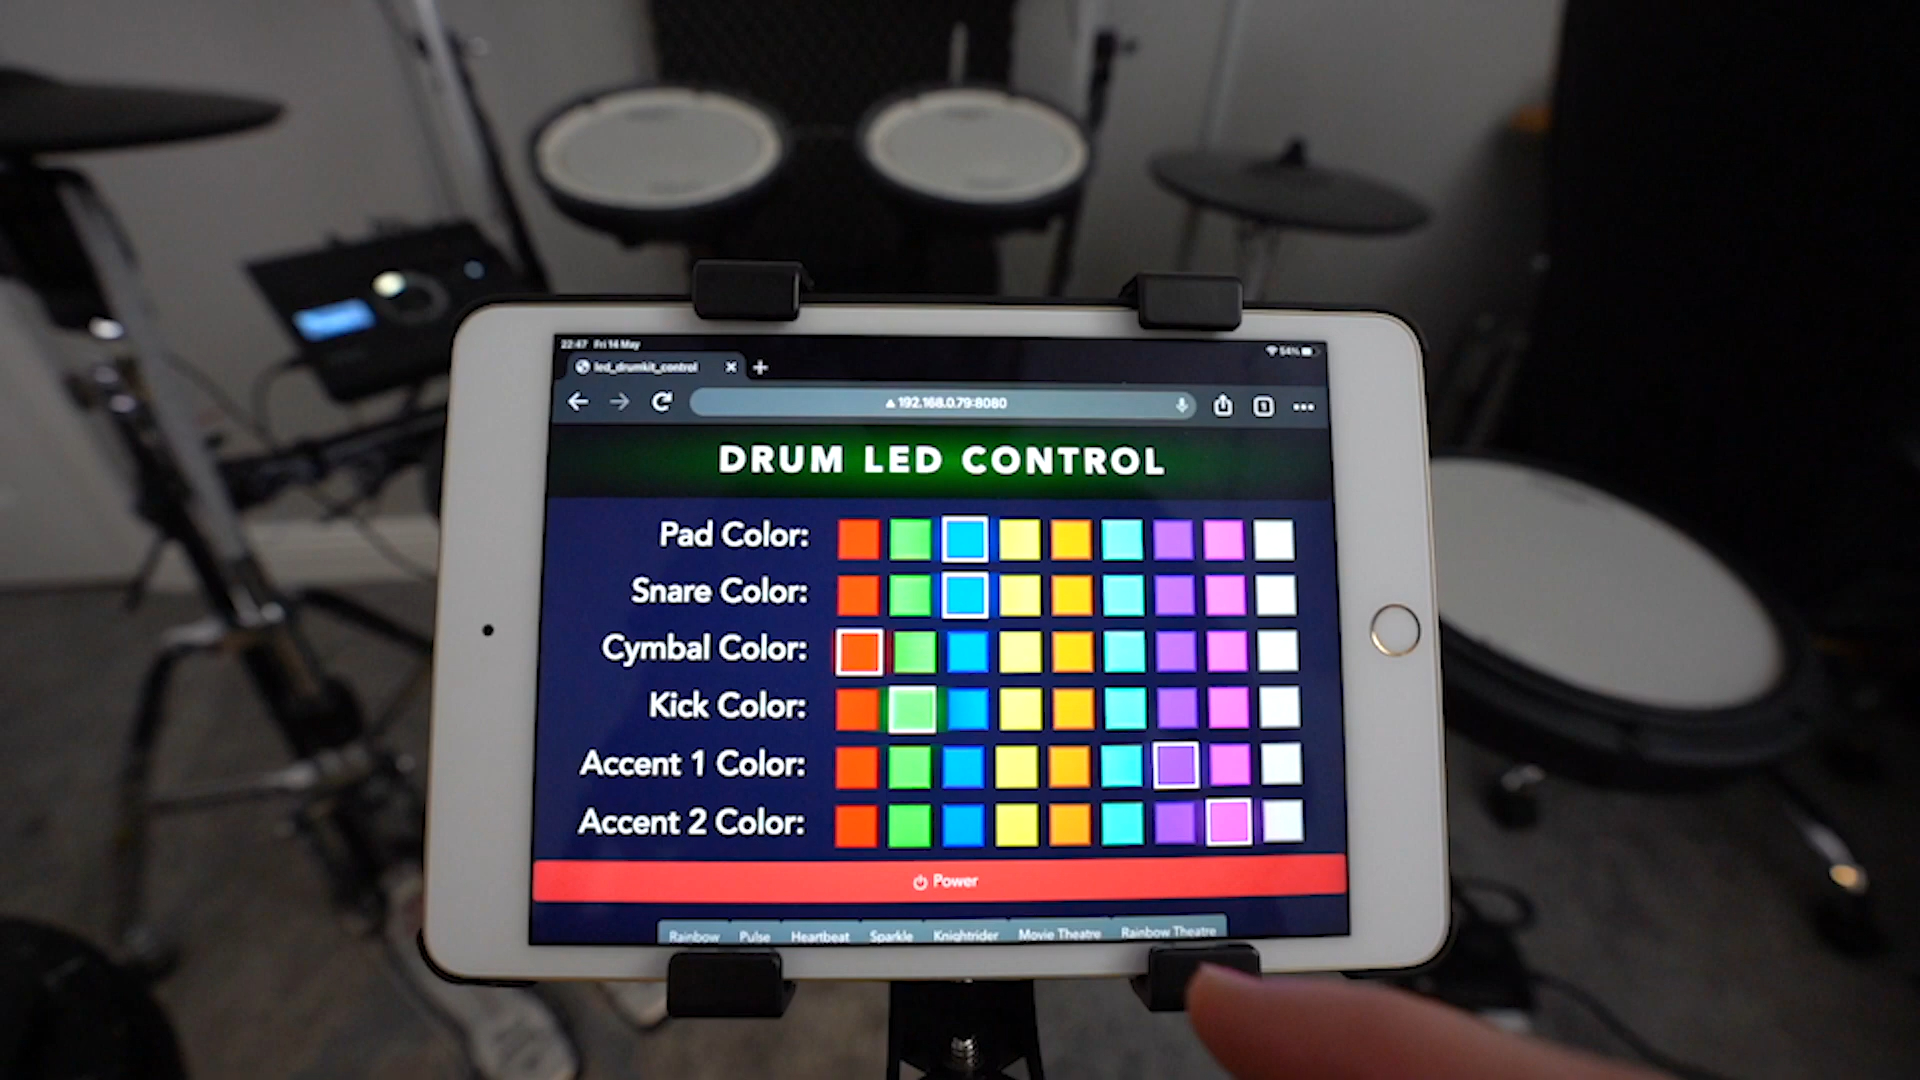 22:47 Fri 14 May
54%
led_drumkit_control
192.168.0.79:8080
1
DRUM LED CONTROL
Pad Color:
Snare Color:
Cymbal Color:
Kick Color:
Accent 1 Color:
Accent 2 Color:
Power
Rainbow Pulse Heartbeat Sparkle Knightrider Movie Theatre Rainbow Theatre